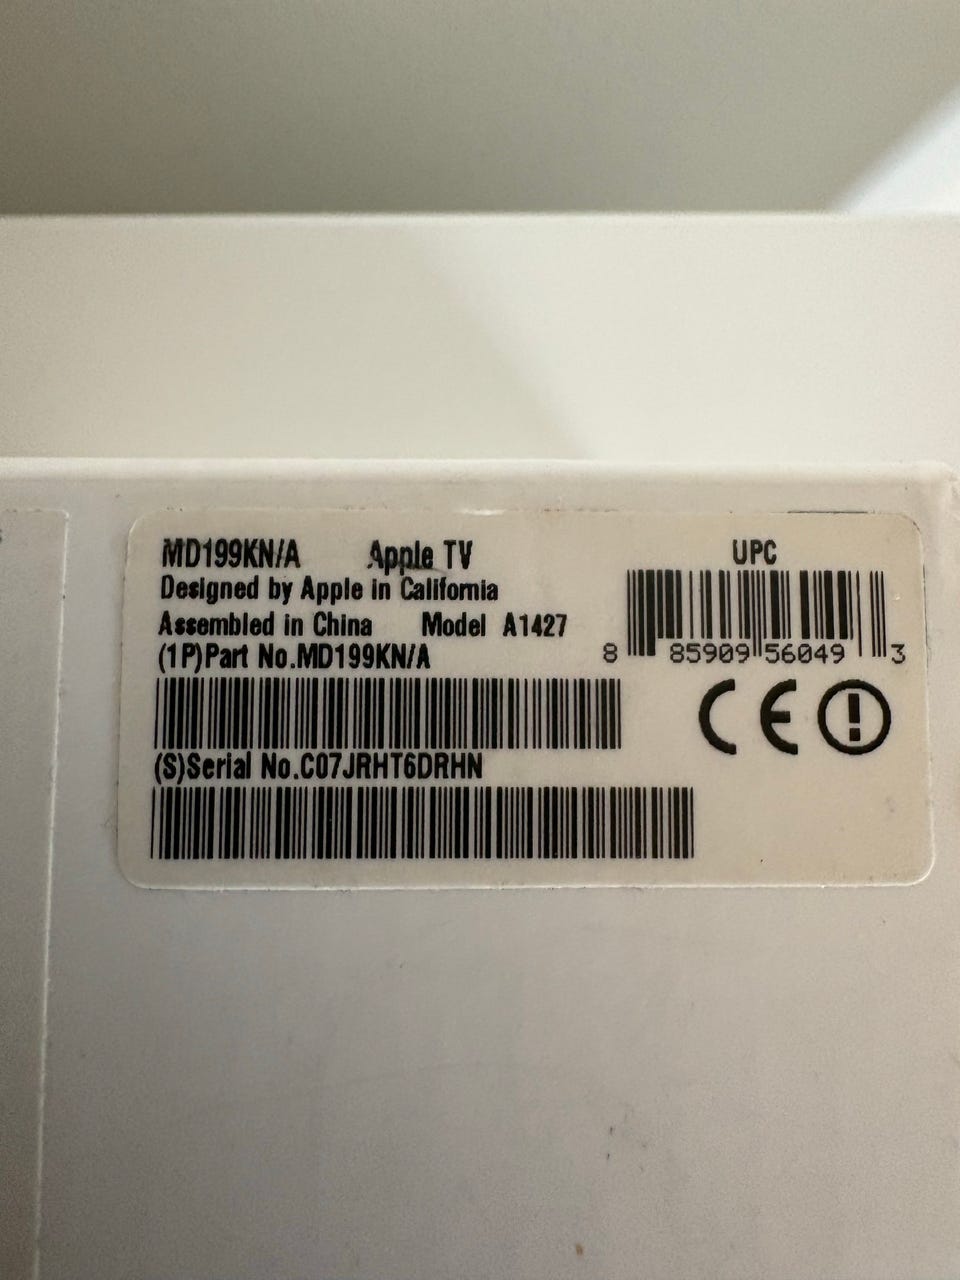 MD199KN/A Apple TV
Designed by Apple in California
Assembled in China Model A1427
(1P)Part No.MD199KN/A
(S)Serial No.C07JRHT6DRHN
UPC
8 85909 56049 3
CE